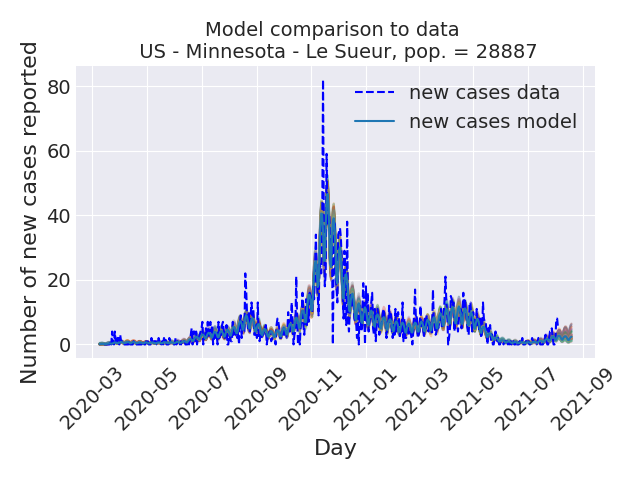 Model comparison to data
US - Minnesota - Le Sueur, pop. = 28887
Number of new cases reported
80
60
40
20
0
new cases data
new cases model
2020-03
2020-05
2020-07
2020-09
2020-11
2021-01
2021-03
2021-05
2021-07
2021-09
Day